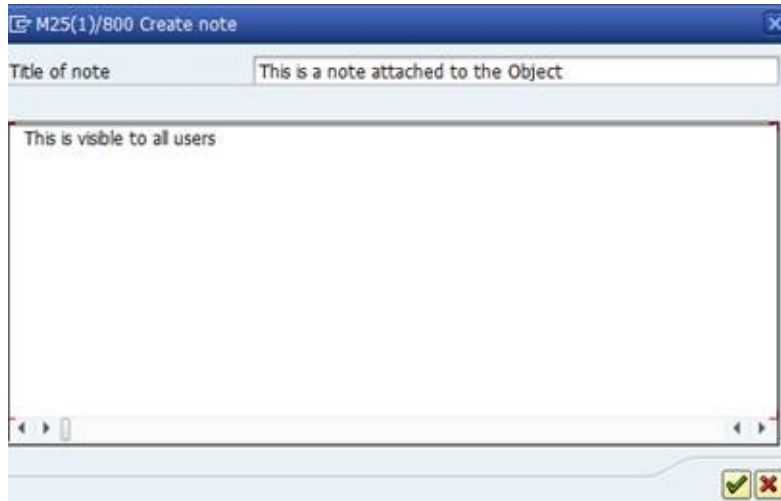 M25(1)/800 Create note
Title of note This is a note attached to the Object
This is visible to all users